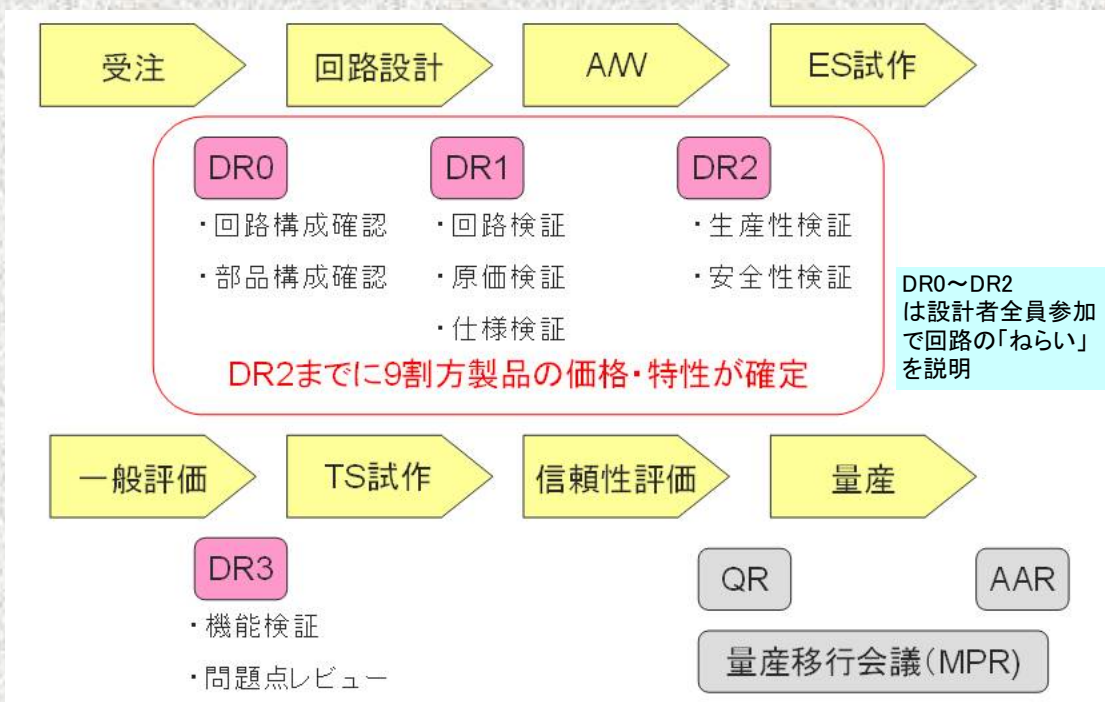 受注
回路設計
A/W
ES試作
DR0
DR1
DR2
・回路構成確認
・回路検証
・生産性検証
・部品構成確認
・原価検証
・安全性検証
・仕様検証
DR2までに9割方製品の価格・特性が確定
DR0～DR2
は設計者全員参加
で回路の「ねらい」
を説明
一般評価
TS試作
信頼性評価
量産
DR3
QR
AAR
・機能検証
・問題点レビュー
量産移行会議(MPR)